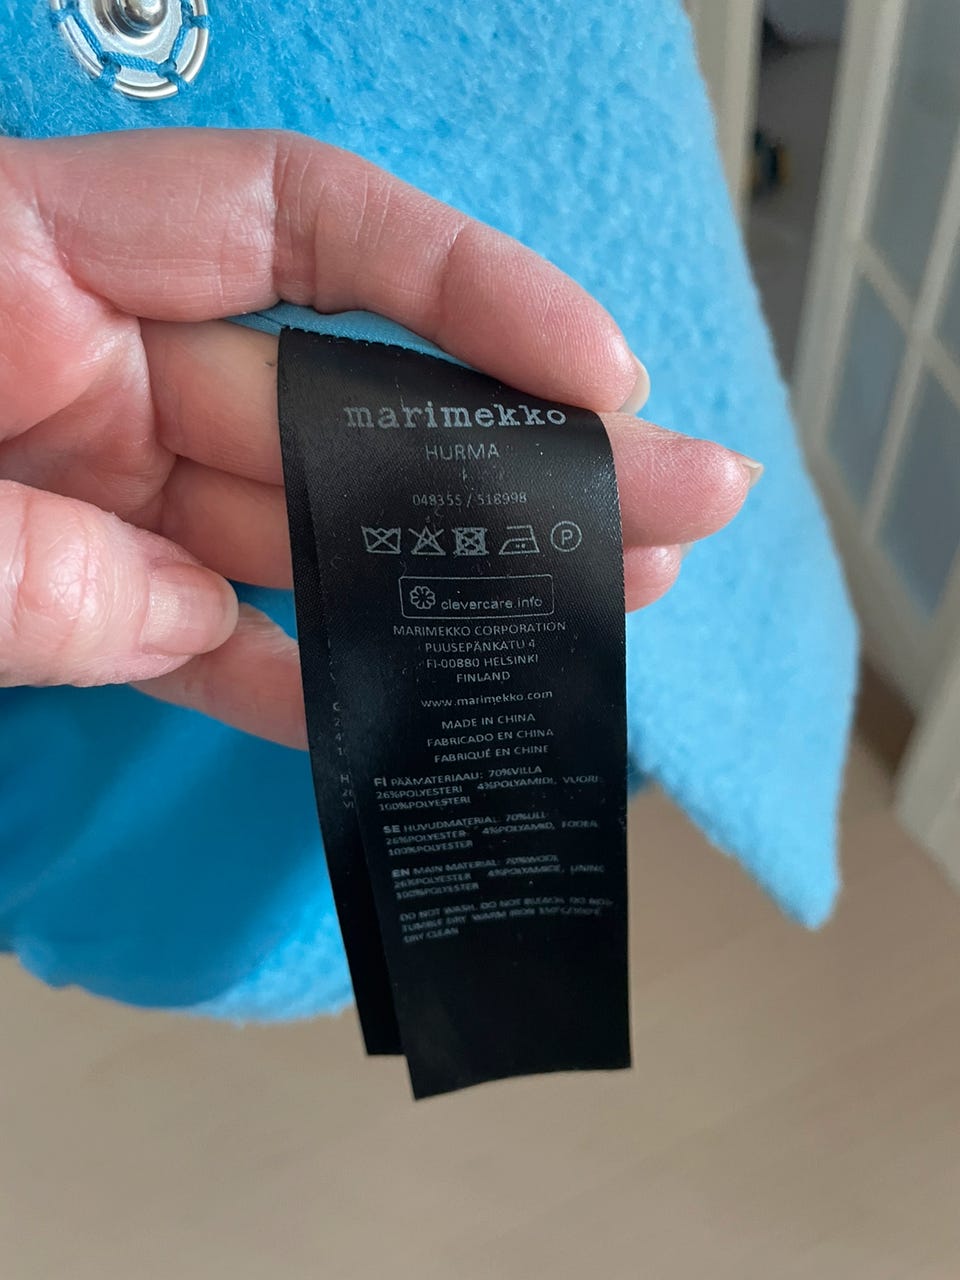 marimekko
HURMA
048355 / 518998
P
clevercare.info
MARIMEKKO CORPORATION
PUUSEPÄNKATU 4
FI-00880 HELSINKI
FINLAND
www.marimekko.com
MADE IN CHINA
FABRICADO EN CHINA
FABRIQUÉ EN CHINE
FI PÄÄMATERIAALI: 70%VILLA
26%POLYESTERI 4%POLYAMIDI, VUORI:
100%POLYESTERI
SE HUVUDMATERIAL: 70%ULL
26%POLYESTER 4%POLYAMID, FODER
100%POLYESTER
EN MAIN MATERIAL: 70%WOOL
26%POLYESTER 4%POLYAMIDE, LINING
100%POLYESTER
DO NOT WASH. DO NOT BLEACH. DO NOT
TUMBLE DRY WARM IRON 150°C/300°F.
DRY CLEAN